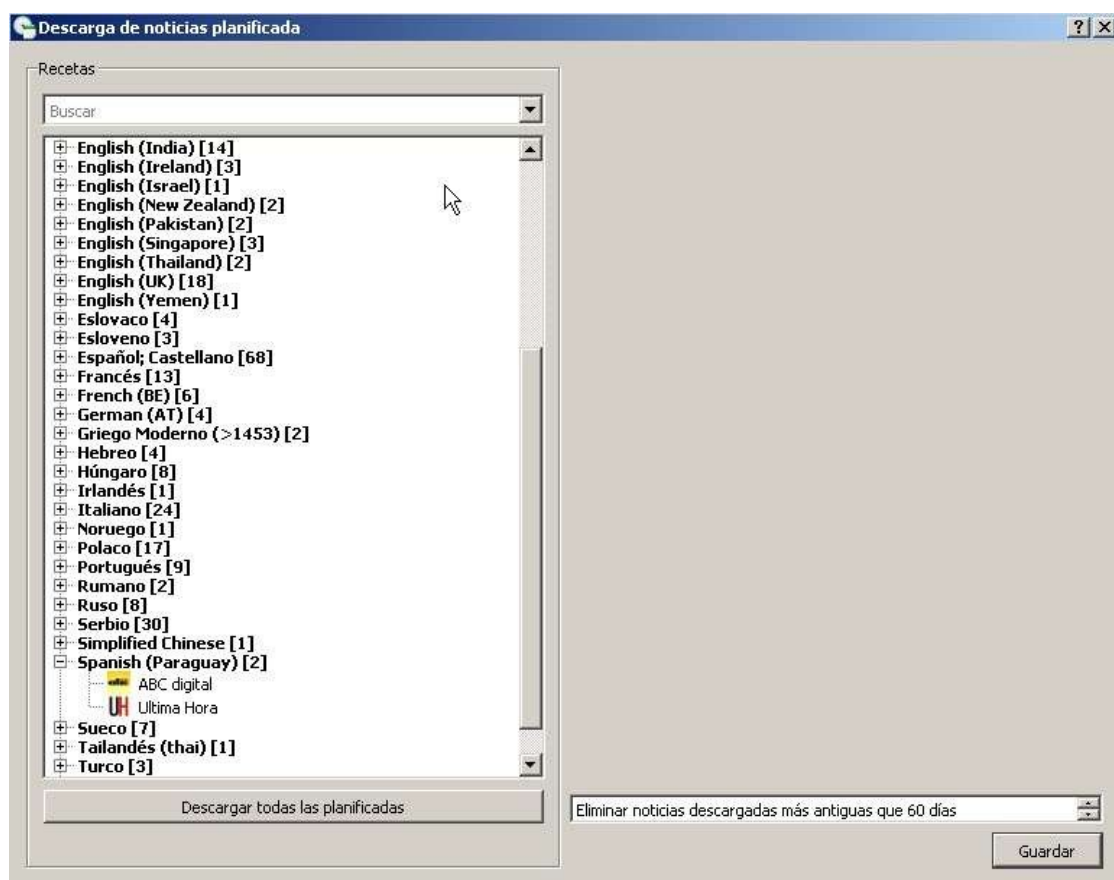 Descarga de noticias planificada
Recetas
Buscar
English (India) [14]
English (Ireland) [3]
English (Israel) [1]
English (New Zealand) [2]
English (Pakistan) [2]
English (Singapore) [3]
English (Thailand) [2]
English (UK) [18]
English (Yemen) [1]
Eslovaco [4]
Esloveno [3]
Español; Castellano [68]
Francés [13]
French (BE) [6]
German (AT) [4]
Griego Moderno (>1453) [2]
Hebreo [4]
Húngaro [8]
Irlandés [1]
Italiano [24]
Noruego [1]
Polaco [17]
Portugués [9]
Rumano [2]
Ruso [8]
Serbio [30]
Simplified Chinese [1]
Spanish (Paraguay) [2]
ABC digital
UH Ultima Hora
Sueco [7]
Tailandés (thai) [1]
Turco [3]
Descargar todas las planificadas
Eliminar noticias descargadas más antiguas que 60 días
Guardar